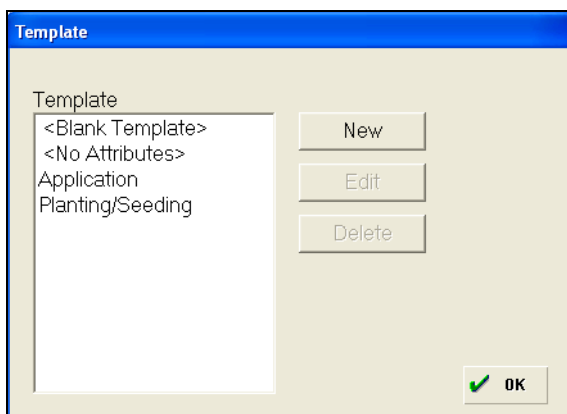 Template
Template
<Blank Template>
<No Attributes>
Application
Planting/Seeding
New
Edit
Delete
OK